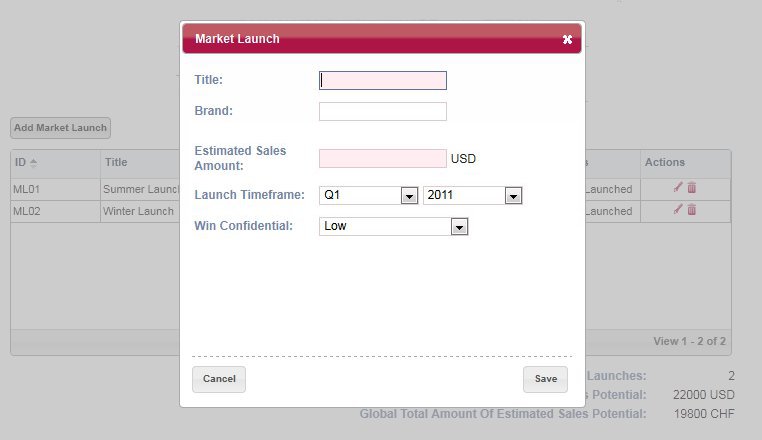 Market Launch
Title:
Brand:
Estimated Sales
Amount:
USD
Launch Timeframe:
Q1
2011
Win Confidential:
Low
Cancel
Save
Add Market Launch
ID
Title
Actions
ML01
Summer Launch
Launched
ML02
Winter Launch
Launched
View 1 - 2 of 2
Launches:
2
Potential:
22000 USD
Global Total Amount Of Estimated Sales Potential:
19800 CHF